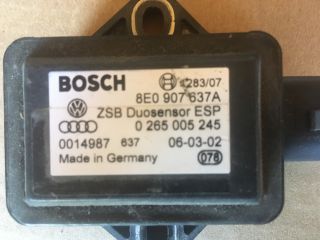 BOSCH
s283/07
8E0 907 637A
ZSB Duosensor ESP
0 265 005 245
0014987 637 06-03-02
Made in Germany 078